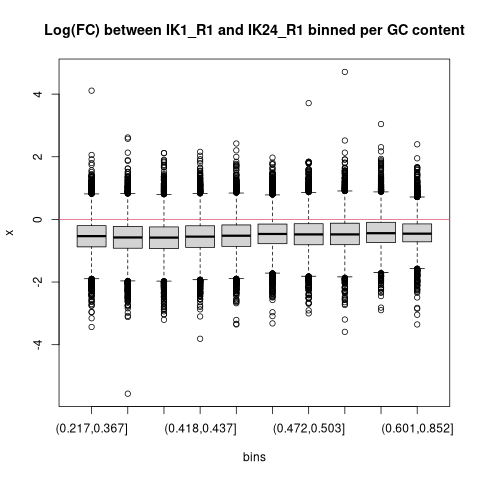 Log(FC) between IK1_R1 and IK24_R1 binned per GC content
4
2
0
-2
-4
x
(0.217,0.367] (0.418,0.437] (0.472,0.503] (0.601,0.852]
bins